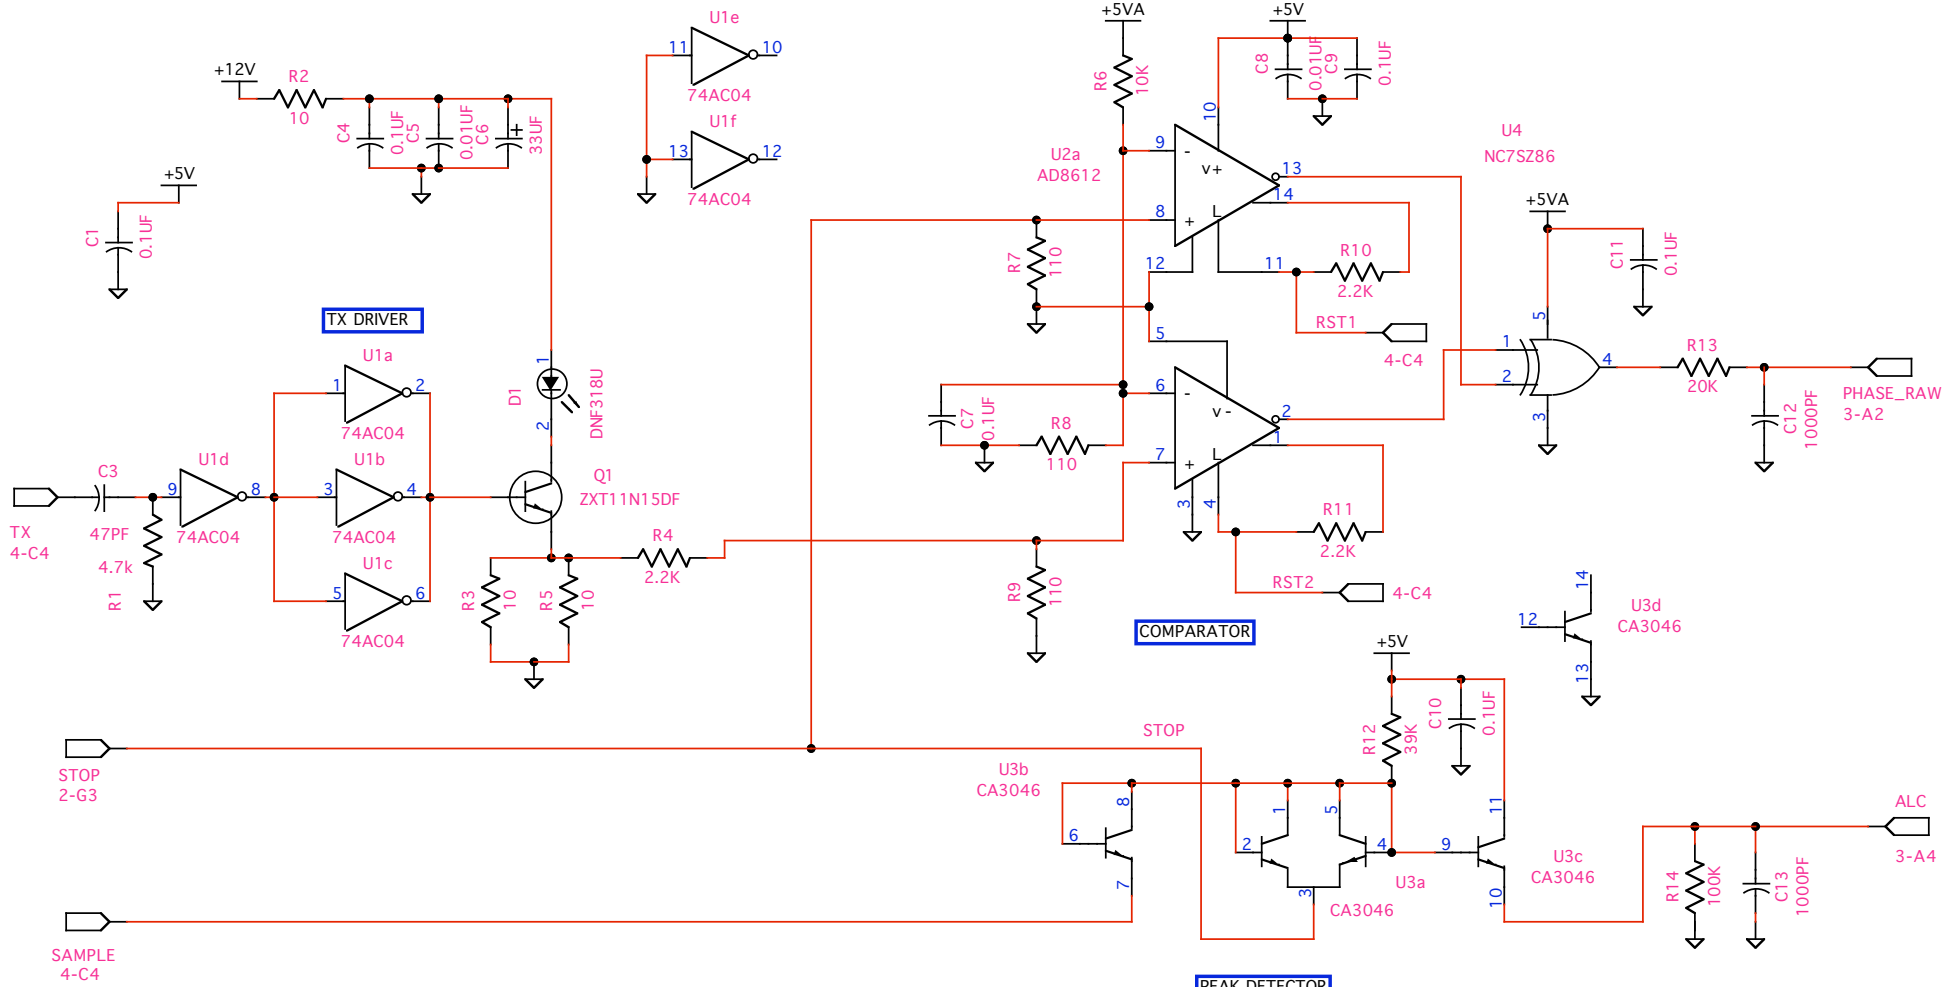 U1e
11
10
74AC04
U1f
13
12
74AC04
+12V
R2
10
C4
0.1UF
C5
0.01UF
C6
+
33UF
+5V
C1
0.1UF
TX DRIVER
U1a
1
2
74AC04
U1b
3
4
74AC04
U1c
5
6
74AC04
U1d
9
8
74AC04
C3
47PF
4.7k
R1
TX
4-C4
D1
1
2
DNF318U
Q1
ZXT11N15DF
R3
10
R5
10
R4
2.2K
+5VA
R6
10K
+5V
C8
0.01UF
C9
0.1UF
U2a
AD8612
10
9
-
v+
8
+
L
13
14
12
11
R10
2.2K
RST1
4-C4
R7
110
5
6
-
v-
7
+
L
2
1
3
4
R11
2.2K
RST2
4-C4
C7
0.1UF
R8
110
R9
110
COMPARATOR
U4
NC7SZ86
+5VA
C11
0.1UF
5
1
2
4
3
R13
20K
C12
1000PF
PHASE_RAW
3-A2
12
14
13
U3d
CA3046
+5V
R12
39K
C10
0.1UF
STOP
2-G3
STOP
SAMPLE
4-C4
U3b
CA3046
6
8
7
2
1
5
4
3
U3a
CA3046
9
11
10
U3c
CA3046
R14
100K
C13
1000PF
ALC
3-A4
PEAK DETECTOR